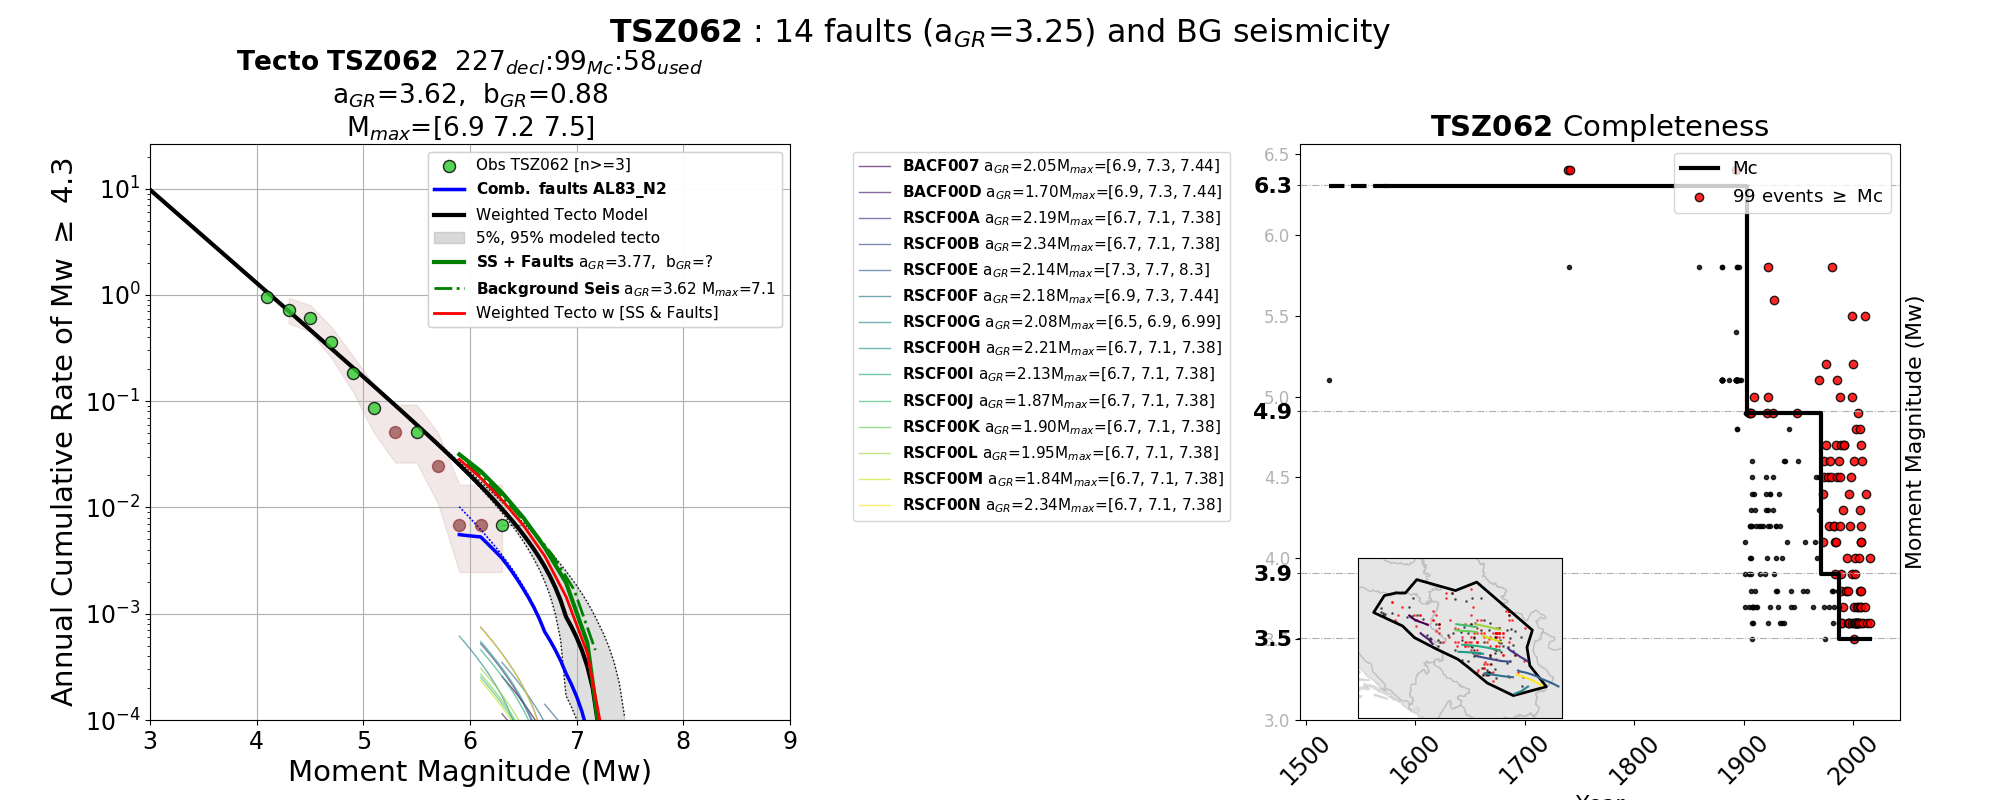 TSZ062 : 14 faults (aGR=3.25) and BG seismicity
Tecto TSZ062 227decl:99Mc:58used
aGR=3.62, bGR=0.88
Mmax=[6.9 7.2 7.5]
Annual Cumulative Rate of Mw ≥ 4.3
10^1
10^0
10^-1
10^-2
10^-3
10^-4
3 4 5 6 7 8 9
Moment Magnitude (Mw)
Obs TSZ062 [n>=3]
Comb. faults AL83_N2
Weighted Tecto Model
5%, 95% modeled tecto
SS + Faults aGR=3.77, bGR=?
Background Seis aGR=3.62 Mmax=7.1
Weighted Tecto w [SS & Faults]
BACF007 aGR=2.05Mmax=[6.9, 7.3, 7.44]
BACF00D aGR=1.70Mmax=[6.9, 7.3, 7.44]
RSCF00A aGR=2.19Mmax=[6.7, 7.1, 7.38]
RSCF00B aGR=2.34Mmax=[6.7, 7.1, 7.38]
RSCF00E aGR=2.14Mmax=[7.3, 7.7, 8.3]
RSCF00F aGR=2.18Mmax=[6.9, 7.3, 7.44]
RSCF00G aGR=2.08Mmax=[6.5, 6.9, 6.99]
RSCF00H aGR=2.21Mmax=[6.7, 7.1, 7.38]
RSCF00I aGR=2.13Mmax=[6.7, 7.1, 7.38]
RSCF00J aGR=1.87Mmax=[6.7, 7.1, 7.38]
RSCF00K aGR=1.90Mmax=[6.7, 7.1, 7.38]
RSCF00L aGR=1.95Mmax=[6.7, 7.1, 7.38]
RSCF00M aGR=1.84Mmax=[6.7, 7.1, 7.38]
RSCF00N aGR=2.34Mmax=[6.7, 7.1, 7.38]
TSZ062 Completeness
Mc
99 events ≥ Mc
6.5
6.3
6.0
5.5
5.0
4.9
4.5
4.0
3.9
3.5
3.0
1500 1600 1700 1800 1900 2000
Moment Magnitude (Mw)